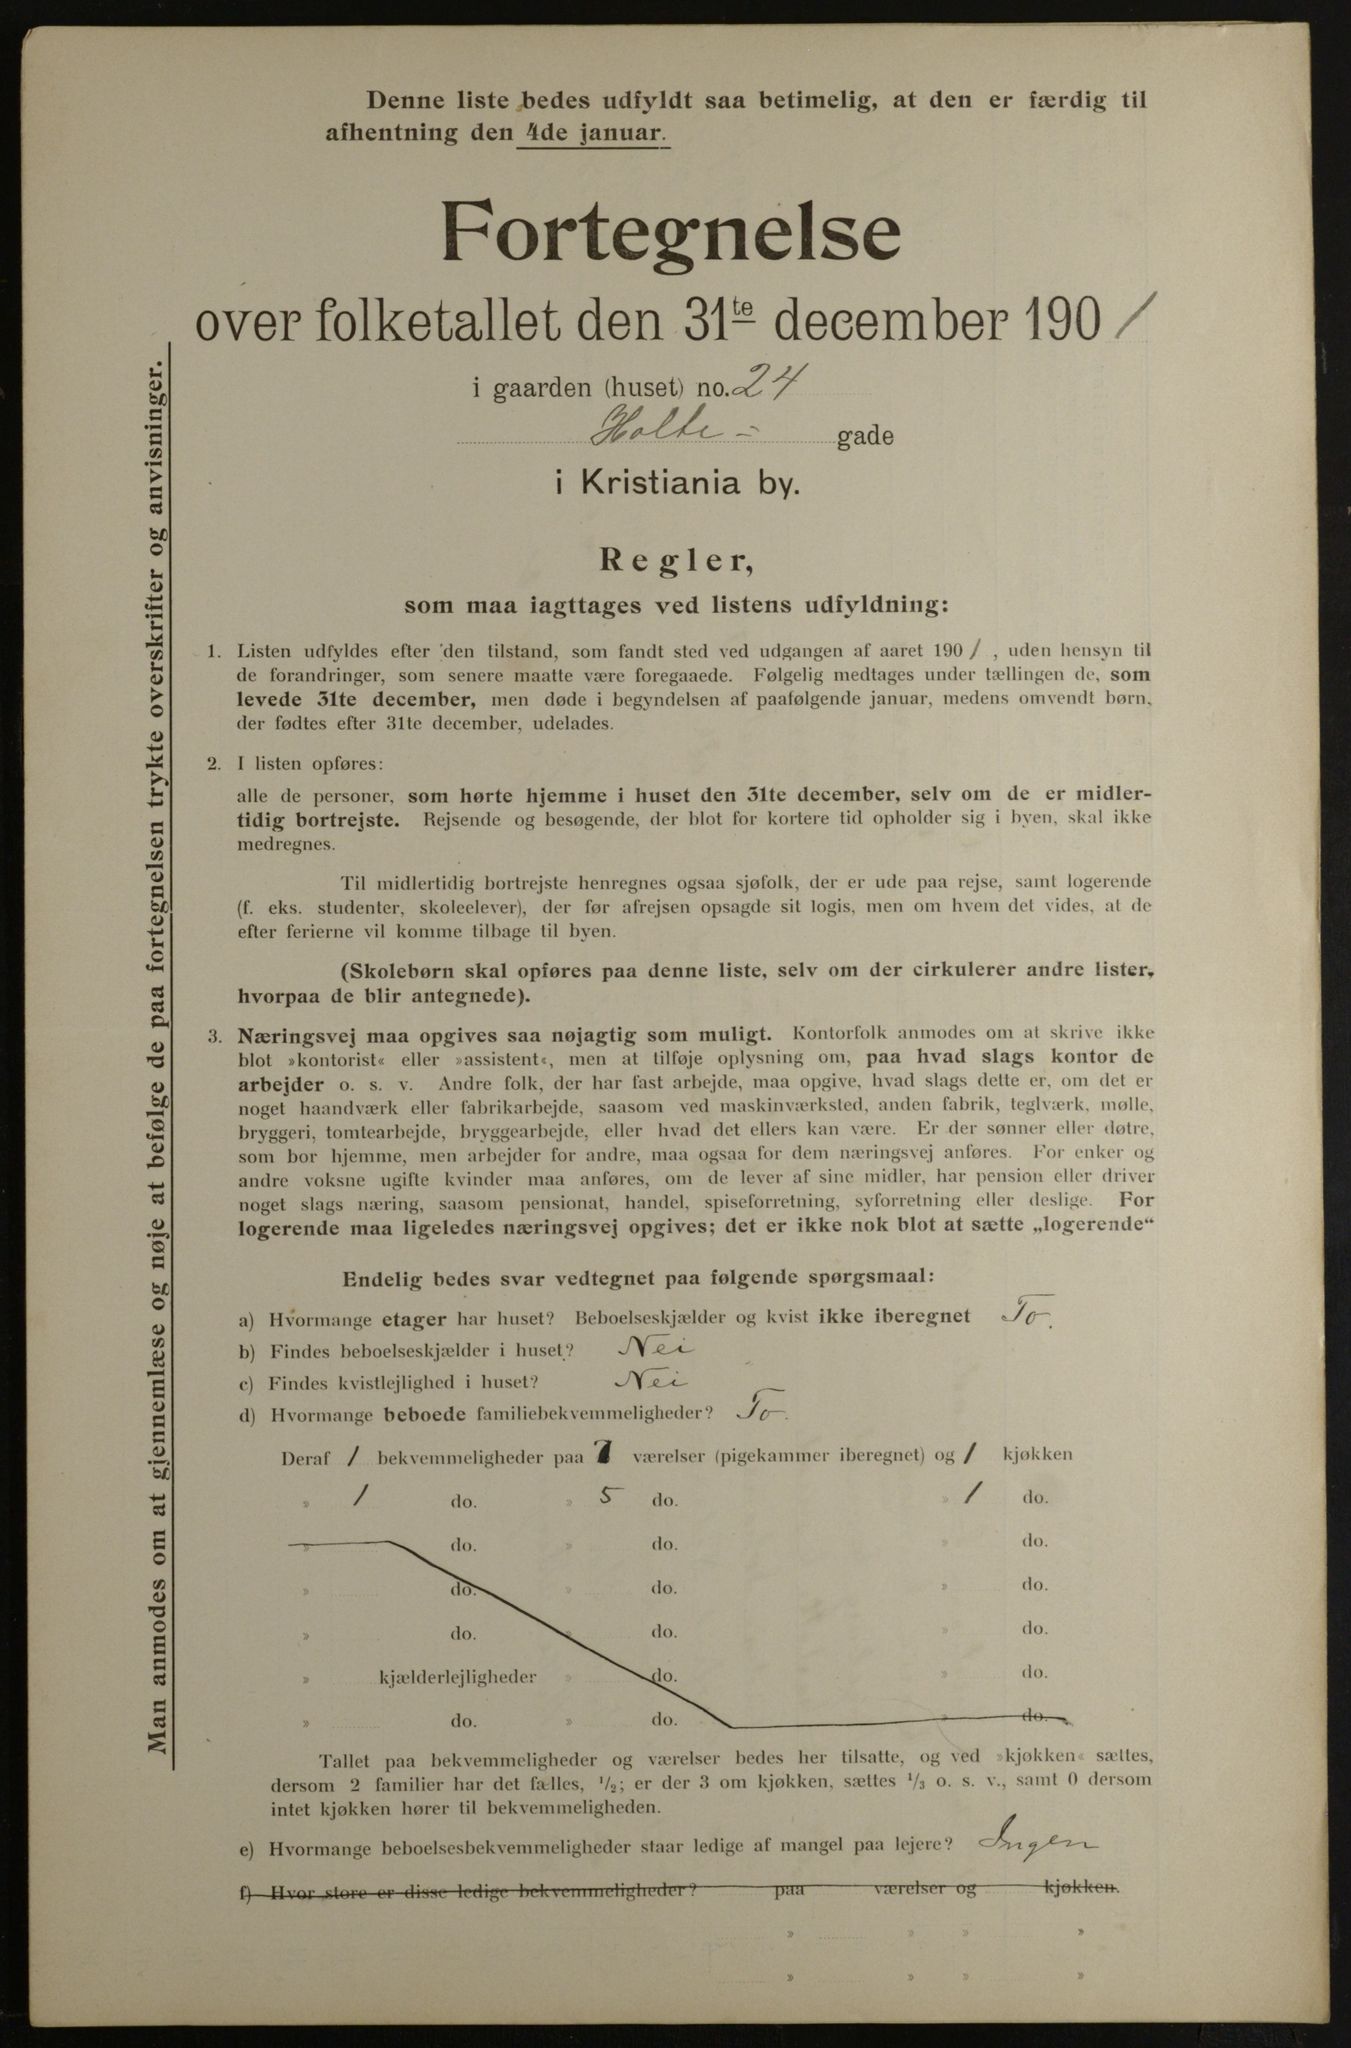 Denne liste bedes udfyldt saa betimelig, at den er færdig til
afhentning den 4de januar.
Fortegnelse
over folketallet den 31te december 1901
i gaarden (huset) no. 24
Holte- gade
i Kristiania by.
Regler,
som maa iagttages ved listens udfyldning:
1. Listen udfyldes efter den tilstand, som fandt sted ved udgangen af aaret 1901, uden hensyn til
de forandringer, som senere maatte være foregaaede. Følgelig medtages under tællingen de, som
levede 31te december, men døde i begyndelsen af paafølgende januar, medens omvendt børn,
der fødtes efter 31te december, udelades.
2. I listen opføres:
alle de personer, som hørte hjemme i huset den 31te december, selv om de er midler-
tidig bortrejste. Rejsende og besøgende, der blot for kortere tid opholder sig i byen, skal ikke
medregnes.
Til midlertidig bortrejste henregnes ogsaa sjøfolk, der er ude paa rejse, samt logerende
(f. eks. studenter, skoleelever), der før afrejsen opsagde sit logis, men om hvem det vides, at de
efter ferierne vil komme tilbage til byen.
(Skolebørn skal opføres paa denne liste, selv om der cirkulerer andre lister,
hvorpaa de blir antegnede).
3. Næringsvej maa opgives saa nøjagtig som muligt. Kontorfolk anmodes om at skrive ikke
blot »kontorist« eller »assistent«, men at tilføje oplysning om, paa hvad slags kontor de
arbejder o. s. v. Andre folk, der har fast arbejde, maa opgive, hvad slags dette er, om det er
noget haandværk eller fabrikarbejde, saasom ved maskinværksted, anden fabrik, teglværk, mølle,
bryggeri, tomtearbejde, bryggearbejde, eller hvad det ellers kan være. Er der sønner eller døtre,
som bor hjemme, men arbejder for andre, maa ogsaa for dem næringsvej anføres. For enker og
andre voksne ugifte kvinder maa anføres, om de lever af sine midler, har pension eller driver
noget slags næring, saasom pensionat, handel, spiseforretning, syforretning eller deslige. For
logerende maa ligeledes næringsvej opgives; det er ikke nok blot at sætte „logerende“
Endelig bedes svar vedtegnet paa følgende spørgsmaal:
a) Hvormange etager har huset? Beboelseskjælder og kvist ikke iberegnet To.
b) Findes beboelseskjælder i huset? Nei
c) Findes kvistlejlighed i huset? Nei
d) Hvormange beboede familiebekvemmeligheder? To.
Deraf 1 bekvemmeligheder paa 7 værelser (pigekammer iberegnet) og 1 kjøkken
» 1 do. » 5 do. » 1 do.
» do. » do. » do.
» do. » do. » do.
» do. » do. » do.
» kjælderlejligheder » do. » do.
» do. » do. » do.
Tallet paa bekvemmeligheder og værelser bedes her tilsatte, og ved »kjøkken« sættes,
dersom 2 familier har det fælles, 1/2; er der 3 om kjøkken, sættes 1/3 o. s. v., samt 0 dersom
intet kjøkken hører til bekvemmeligheden.
e) Hvormange beboelsesbekvemmeligheder staar ledige af mangel paa lejere? Ingen
f) Hvor store er disse ledige bekvemmeligheder? paa værelser og kjøkken.
» » » »
» » » »
Man anmodes om at gjennemlæse og nøje at befølge de paa fortegnelsen trykte overskrifter og anvisninger.